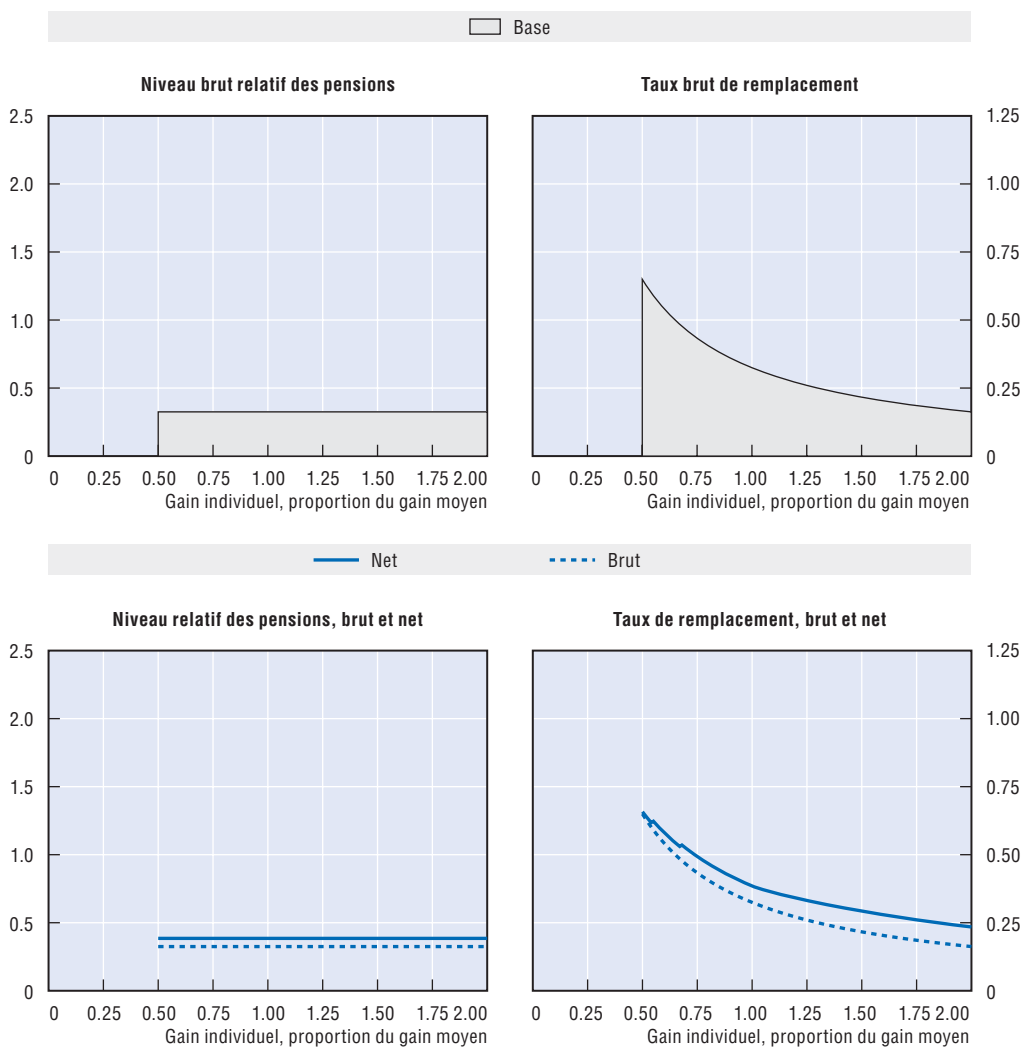 Base
Niveau brut relatif des pensions
2.5
2.0
1.5
1.0
0.5
0
0 0.25 0.50 0.75 1.00 1.25 1.50 1.75 2.00
Gain individuel, proportion du gain moyen
Taux brut de remplacement
1.25
1.00
0.75
0.50
0.25
0
0 0.25 0.50 0.75 1.00 1.25 1.50 1.75 2.00
Gain individuel, proportion du gain moyen
Net Brut
Niveau relatif des pensions, brut et net
2.5
2.0
1.5
1.0
0.5
0
0 0.25 0.50 0.75 1.00 1.25 1.50 1.75 2.00
Gain individuel, proportion du gain moyen
Taux de remplacement, brut et net
1.25
1.00
0.75
0.50
0.25
0
0 0.25 0.50 0.75 1.00 1.25 1.50 1.75 2.00
Gain individuel, proportion du gain moyen